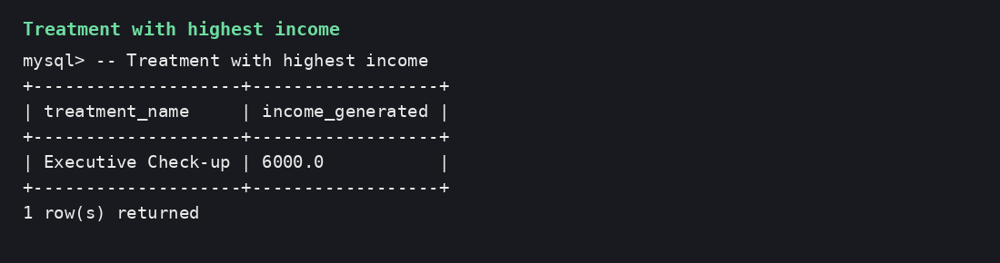 Treatment with highest income
mysql> -- Treatment with highest income
+--------------------+------------------+
| treatment_name     | income_generated |
+--------------------+------------------+
| Executive Check-up | 6000.0           |
+--------------------+------------------+
1 row(s) returned